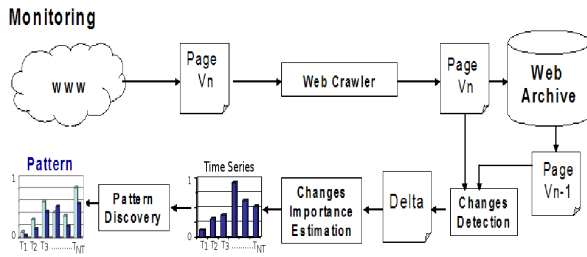 Monitoring
www
Page
Vn
Web Crawler
Page
Vn
Web
Archive
Page
Vn-1
Changes
Detection
Delta
Changes
Importance
Estimation
Time Series
1
0
T1 T2 T3 .........TNT
Pattern
Discovery
Pattern
1
0
T1 T2 T3 .........TNT